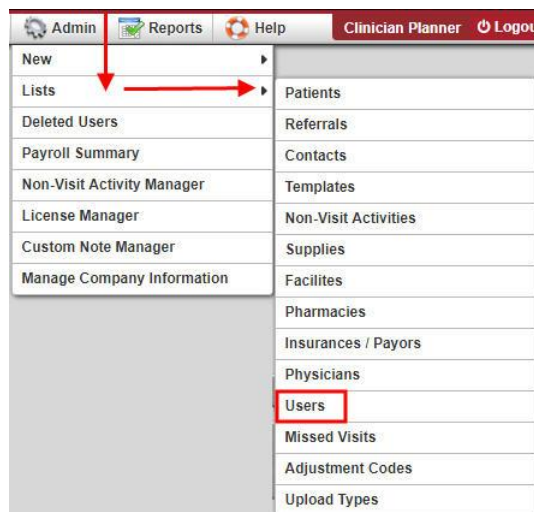 Admin Reports Help Clinician Planner
New
Lists
Deleted Users
Payroll Summary
Non-Visit Activity Manager
License Manager
Custom Note Manager
Manage Company Information
Patients
Referrals
Contacts
Templates
Non-Visit Activities
Supplies
Facilites
Pharmacies
Insurances / Payors
Physicians
Users
Missed Visits
Adjustment Codes
Upload Types